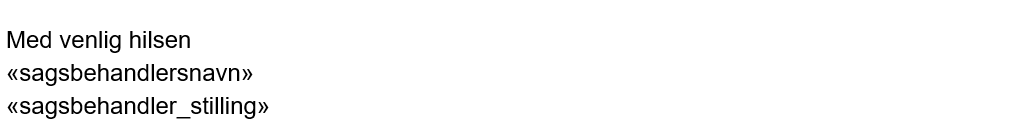 Med venlig hilsen
«sagsbehandlersnavn»
«sagsbehandler_stilling»